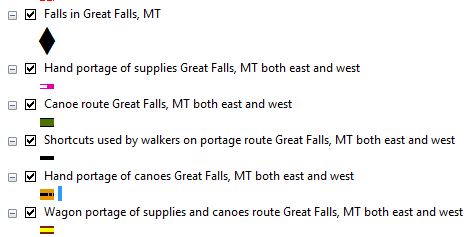 Falls in Great Falls, MT
Hand portage of supplies Great Falls, MT both east and west
Canoe route Great Falls, MT both east and west
Shortcuts used by walkers on portage route Great Falls, MT both east and west
Hand portage of canoes Great Falls, MT both east and west
Wagon portage of supplies and canoes route Great Falls, MT both east and west